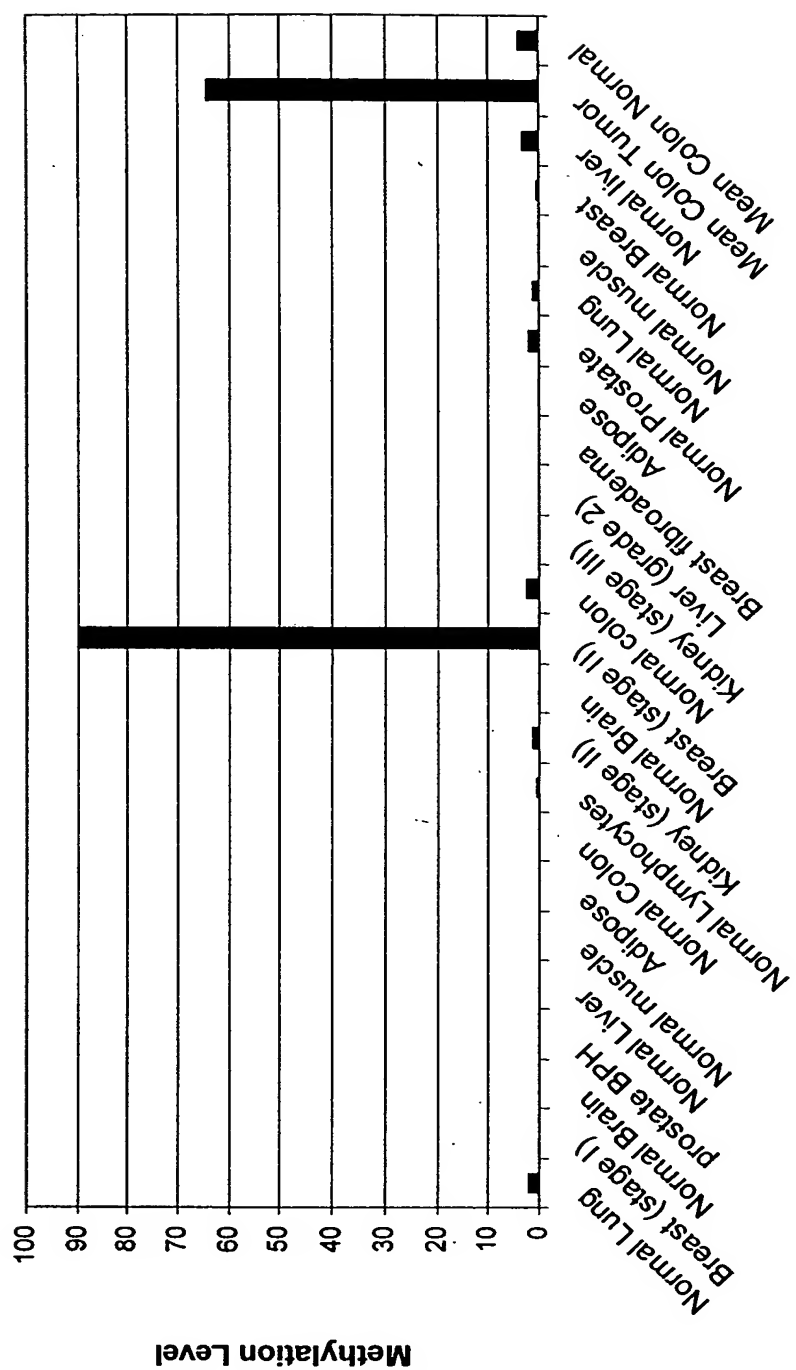 Methylation Level
100
90
80
70
60
50
40
30
20
10
0
Normal Lung
Breast (stage I)
Normal Brain
prostate BPH
Normal Liver
Normal muscle
Adipose
Normal Colon
Normal Lymphocytes
Kidney (stage II)
Normal Brain
Breast (stage II)
Normal colon
Kidney (stage III)
Liver (grade 2)
Breast fibroadema
Adipose
Normal Prostate
Normal Lung
Normal muscle
Normal Breast
Normal liver
Mean Colon Tumor
Mean Colon Normal